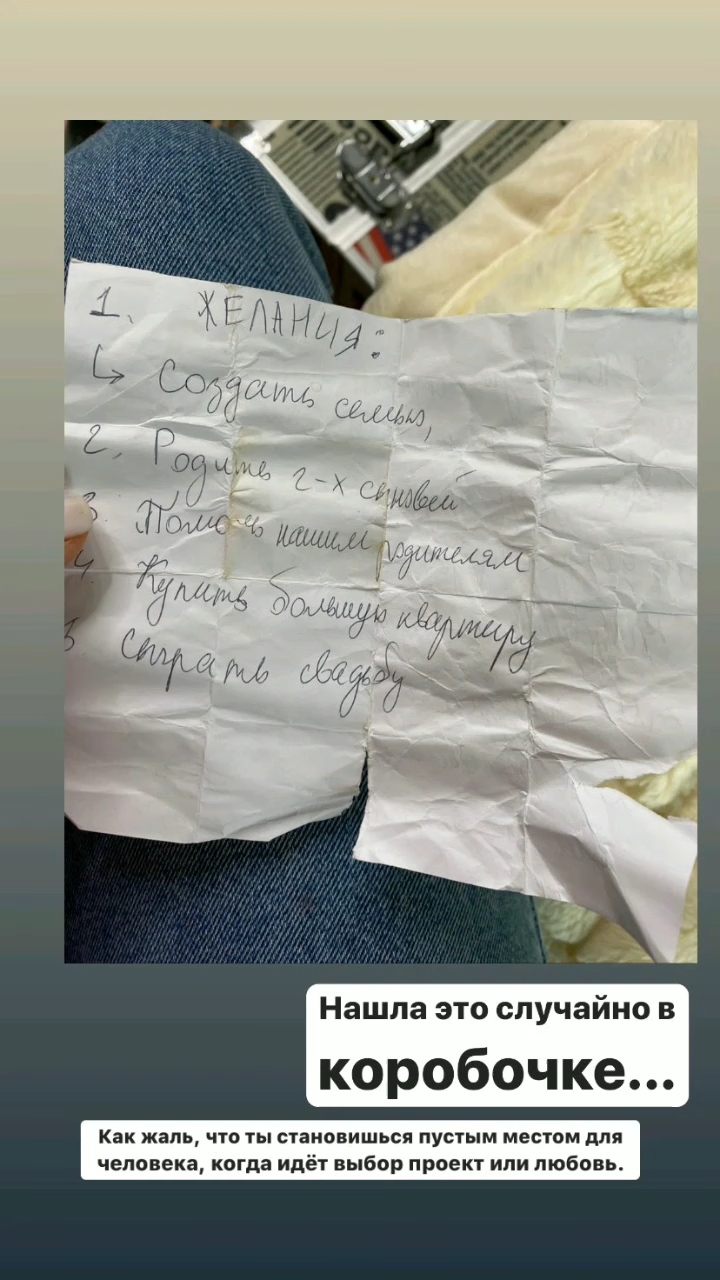 1. ЖЕЛАНИЯ:
↳ Создать семью,
2. Родить 2-х сыновей
3. Помочь нашим родителям
4. Купить большую квартиру
5 Сыграть свадьбу
Нашла это случайно в
коробочке...
Как жаль, что ты становишься пустым местом для
человека, когда идёт выбор проект или любовь.